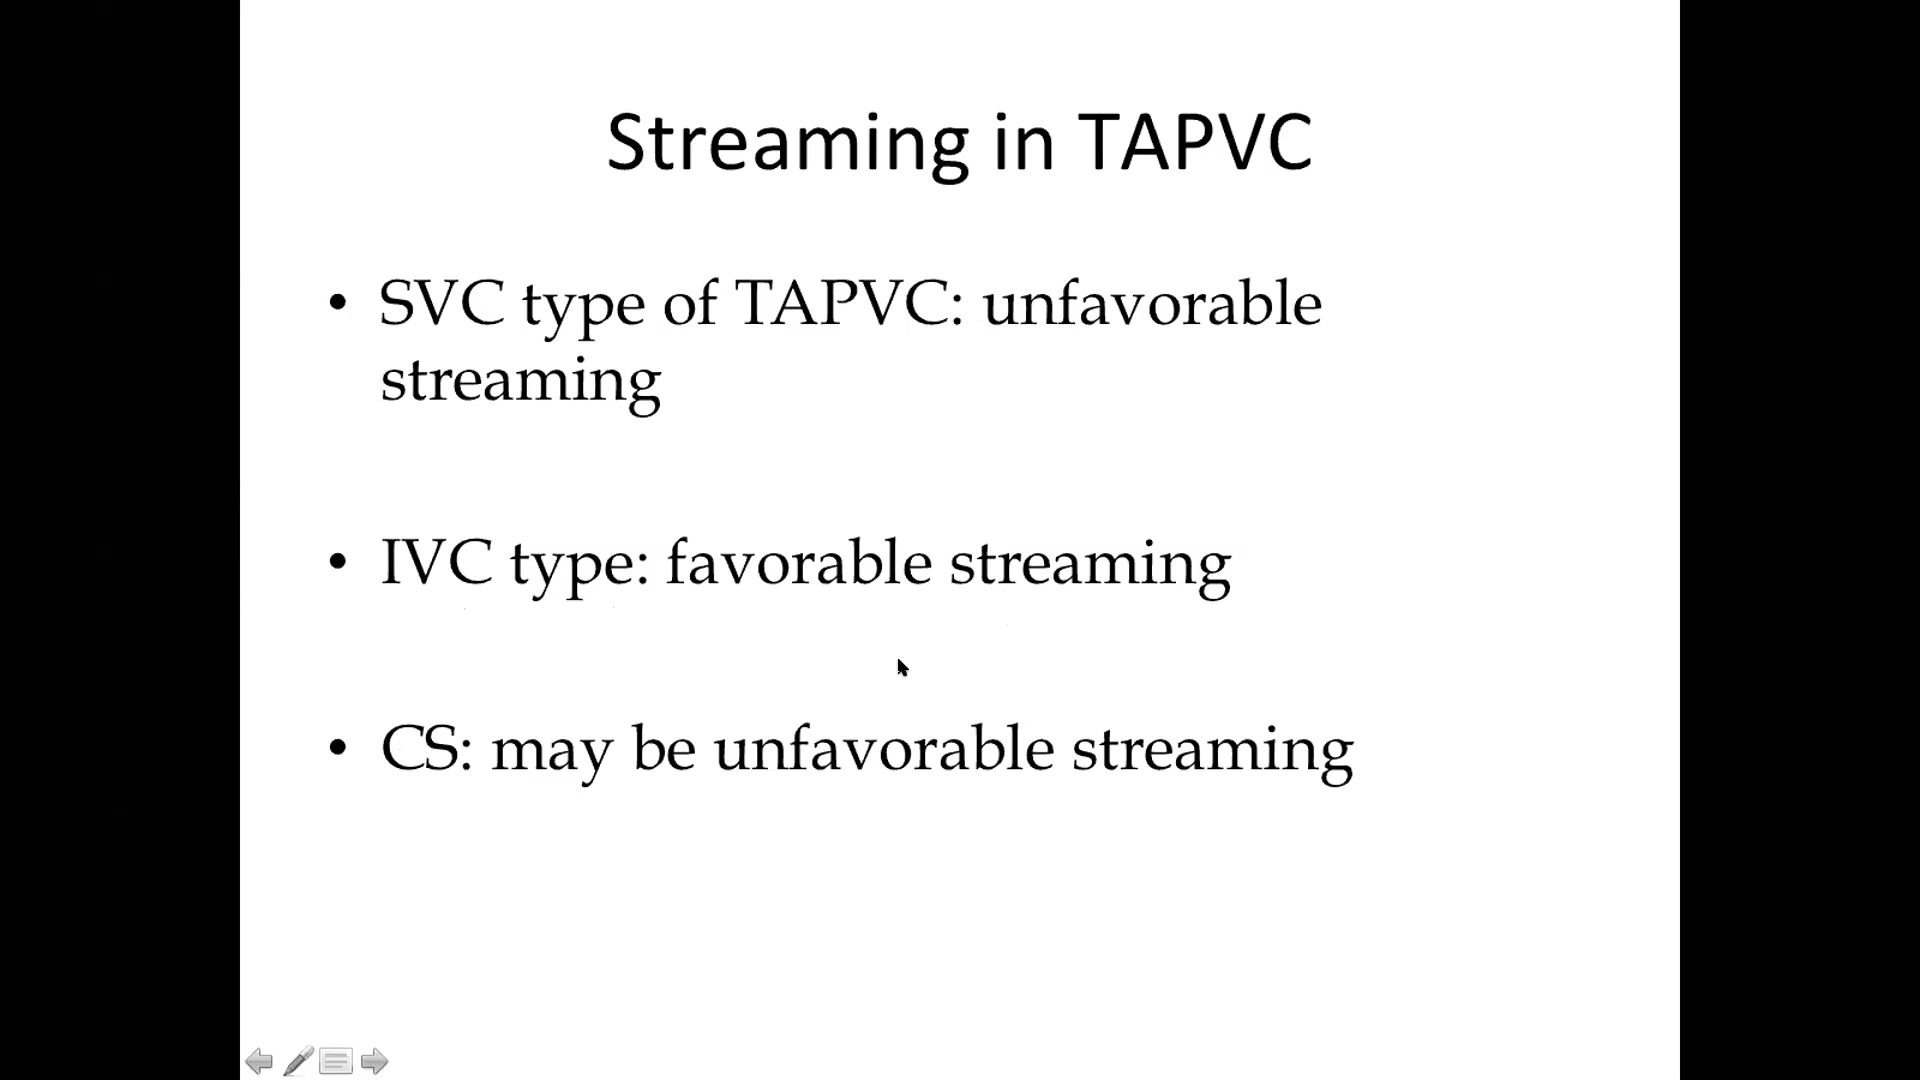 Streaming in TAPVC
• SVC type of TAPVC: unfavorable
streaming
• IVC type: favorable streaming
• CS: may be unfavorable streaming